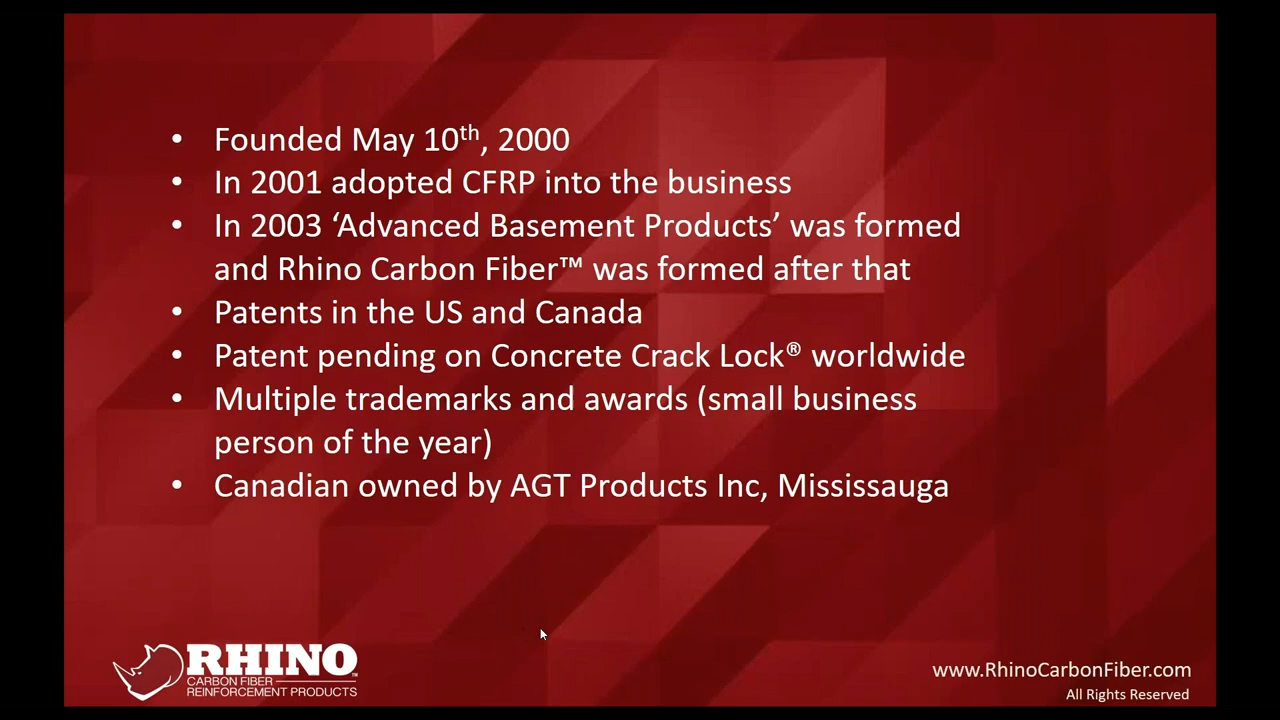 • Founded May 10th, 2000
• In 2001 adopted CFRP into the business
• In 2003 ‘Advanced Basement Products’ was formed
and Rhino Carbon Fiber™ was formed after that
• Patents in the US and Canada
• Patent pending on Concrete Crack Lock® worldwide
• Multiple trademarks and awards (small business
person of the year)
• Canadian owned by AGT Products Inc, Mississauga
RHINO™
CARBON FIBER
REINFORCEMENT PRODUCTS
www.RhinoCarbonFiber.com
All Rights Reserved